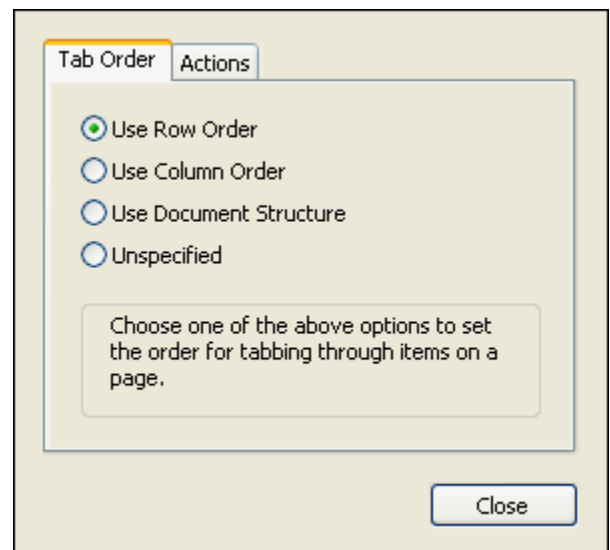 Tab Order Actions
Use Row Order
Use Column Order
Use Document Structure
Unspecified
Choose one of the above options to set
the order for tabbing through items on a
page.
Close